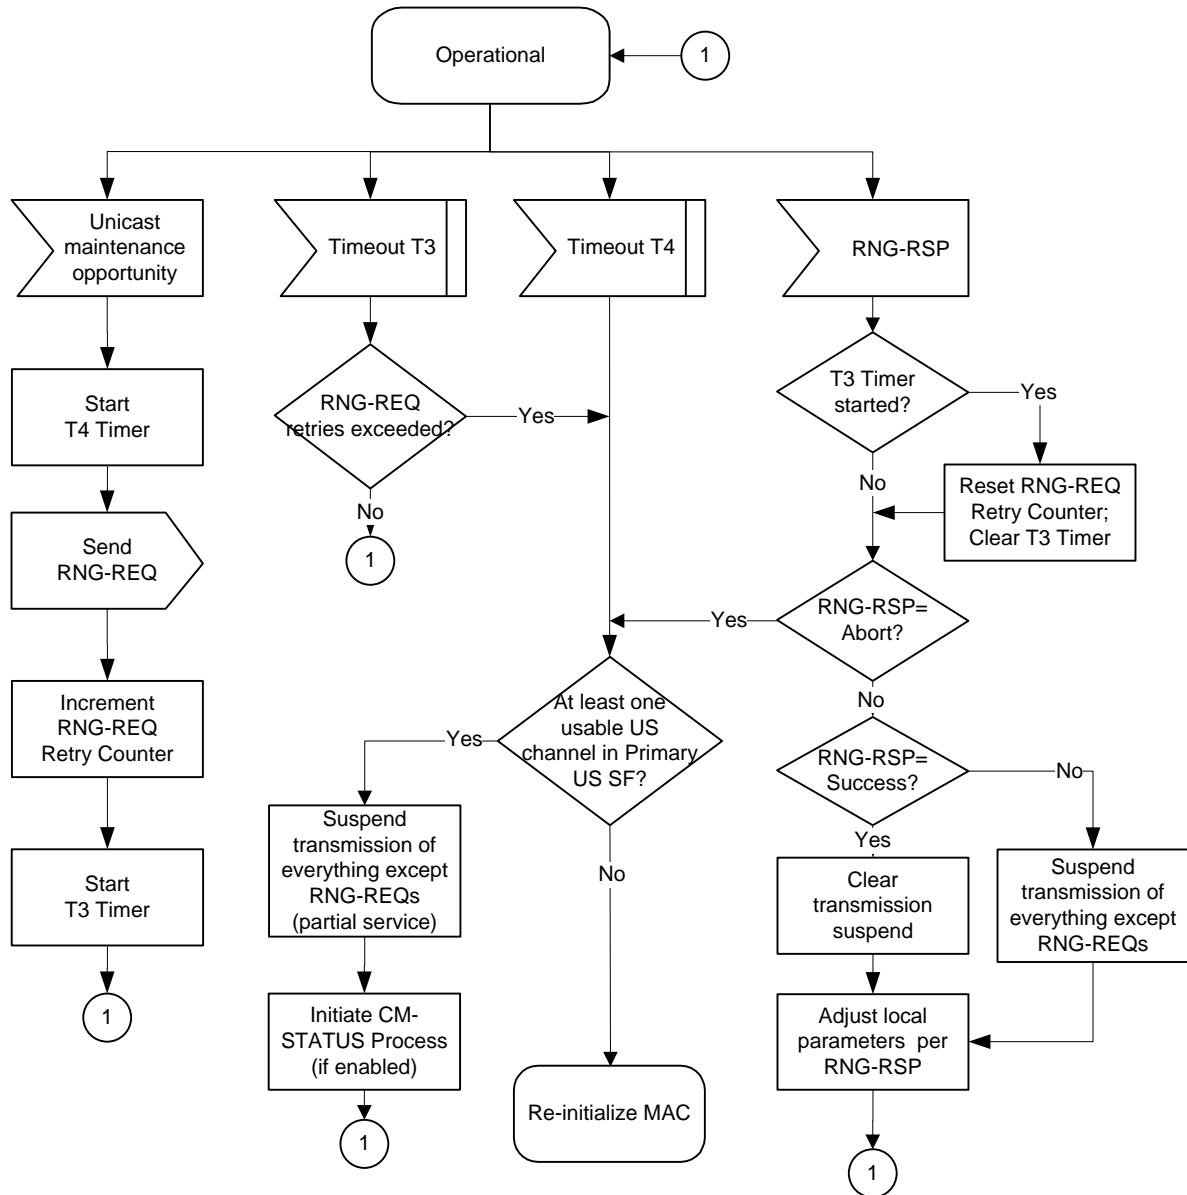 Operational
1
Unicast
maintenance
opportunity
Timeout T3
Timeout T4
RNG-RSP
Start
T4 Timer
RNG-REQ
retries exceeded?
Yes
No
1
T3 Timer
started?
Yes
No
Reset RNG-REQ
Retry Counter;
Clear T3 Timer
Send
RNG-REQ
RNG-RSP=
Abort?
Yes
No
Increment
RNG-REQ
Retry Counter
At least one
usable US
channel in Primary
US SF?
Yes
No
RNG-RSP=
Success?
No
Yes
Start
T3 Timer
1
Suspend
transmission of
everything except
RNG-REQs
(partial service)
Clear
transmission
suspend
Suspend
transmission of
everything except
RNG-REQs
Initiate CM-
STATUS Process
(if enabled)
1
Re-initialize MAC
Adjust local
parameters per
RNG-RSP
1